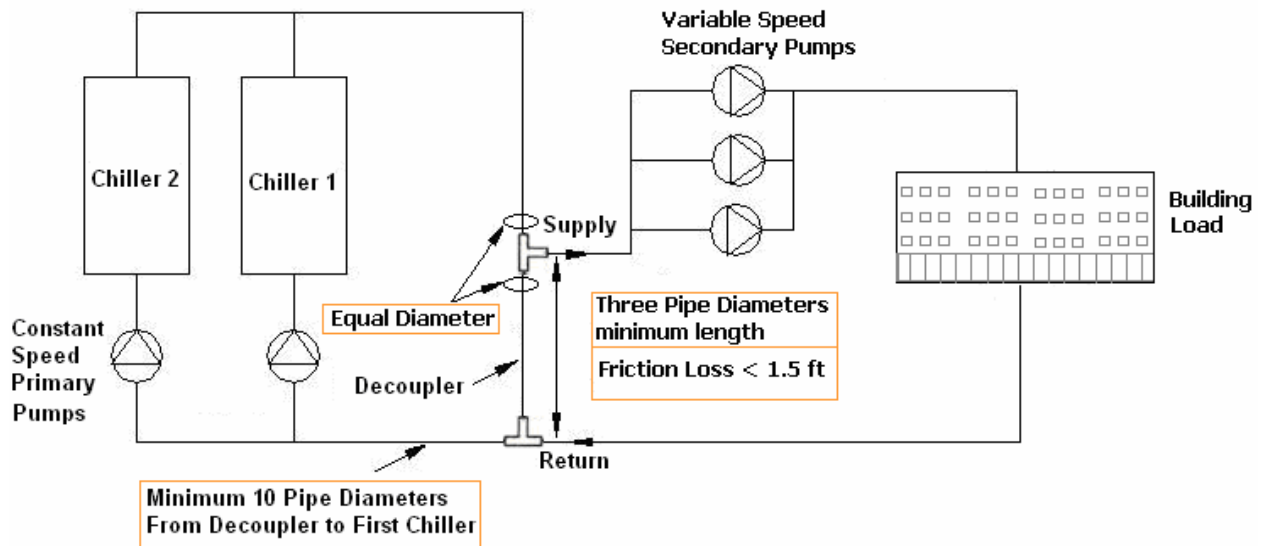 Variable Speed
Secondary Pumps
Chiller 2
Chiller 1
Supply
Building
Load
Equal Diameter
Three Pipe Diameters
minimum length
Friction Loss < 1.5 ft
Constant
Speed
Primary
Pumps
Decoupler
Return
Minimum 10 Pipe Diameters
From Decoupler to First Chiller